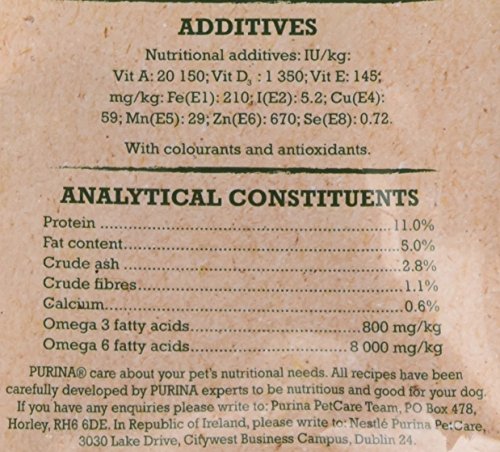 ADDITIVES
Nutritional additives: IU/kg:
Vit A: 20 150; Vit D3 : 1 350; Vit E: 145;
mg/kg: Fe(E1): 210; I(E2): 5.2; Cu(E4):
59; Mn(E5): 29; Zn(E6): 670; Se(E8): 0.72.
With colourants and antioxidants.
ANALYTICAL CONSTITUENTS
Protein ........ 11.0%
Fat content ........ 5.0%
Crude ash ........ 2.8%
Crude fibres ........ 1.1%
Calcium ........ 0.6%
Omega 3 fatty acids ........ 800 mg/kg
Omega 6 fatty acids ........ 8 000 mg/kg
PURINA® care about your pet's nutritional needs. All recipes have been
carefully developed by PURINA experts to be nutritious and good for your dog.
If you have any enquiries please write to: Purina PetCare Team, PO Box 478,
Horley, RH6 6DE. In Republic of Ireland, please write to: Nestlé Purina PetCare,
3030 Lake Drive, Citywest Business Campus, Dublin 24.